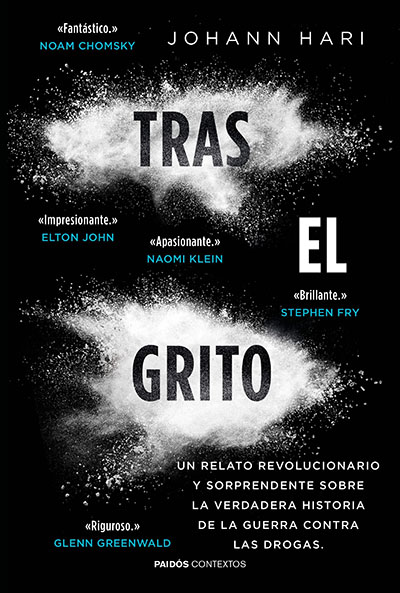 «Fantástico.»
NOAM CHOMSKY
JOHANN HARI
TRAS
«Impresionante.»
ELTON JOHN
«Apasionante.»
NAOMI KLEIN
EL
«Brillante.»
STEPHEN FRY
GRITO
UN RELATO REVOLUCIONARIO
Y SORPRENDENTE SOBRE
LA VERDADERA HISTORIA
DE LA GUERRA CONTRA
LAS DROGAS.
«Riguroso.»
GLENN GREENWALD
PAIDÓS CONTEXTOS